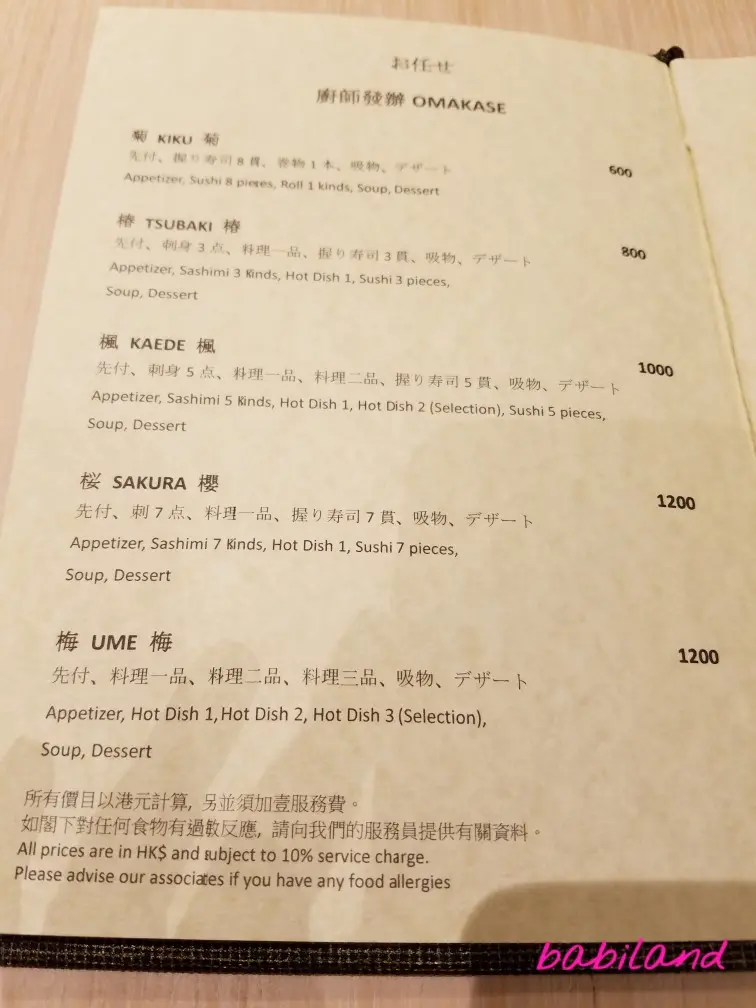 お任せ
廚師發辦 OMAKASE
菊 KIKU 菊
先付、握り寿司8貫、巻物1本、吸物、デザート
600
Appetizer, Sushi 8 pieces, Roll 1 kinds, Soup, Dessert
椿 TSUBAKI 椿
先付、刺身3点、料理一品、握り寿司3貫、吸物、デザート
800
Appetizer, Sashimi 3 Kinds, Hot Dish 1, Sushi 3 pieces,
Soup, Dessert
楓 KAEDE 楓
先付、刺身5点、料理一品、料理二品、握り寿司5貫、吸物、デザート
1000
Appetizer, Sashimi 5 Kinds, Hot Dish 1, Hot Dish 2 (Selection), Sushi 5 pieces,
Soup, Dessert
桜 SAKURA 櫻
先付、刺7点、料理一品、握り寿司7貫、吸物、デザート
1200
Appetizer, Sashimi 7 Kinds, Hot Dish 1, Sushi 7 pieces,
Soup, Dessert
梅 UME 梅
先付、料理一品、料理二品、料理三品、吸物、デザート
1200
Appetizer, Hot Dish 1, Hot Dish 2, Hot Dish 3 (Selection),
Soup, Dessert
所有價目以港元計算, 另並須加壹服務費。
如閣下對任何食物有過敏反應, 請向我們的服務員提供有關資料。
All prices are in HK$ and subject to 10% service charge.
Please advise our associates if you have any food allergies
babiland